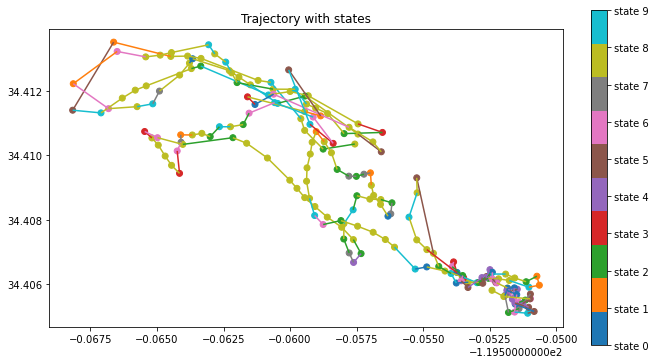 Trajectory with states
34.412
34.410
34.408
34.406
−0.0675 −0.0650 −0.0625 −0.0600 −0.0575 −0.0550 −0.0525 −0.0500
−1.1950000000e2
state 9
state 8
state 7
state 6
state 5
state 4
state 3
state 2
state 1
state 0